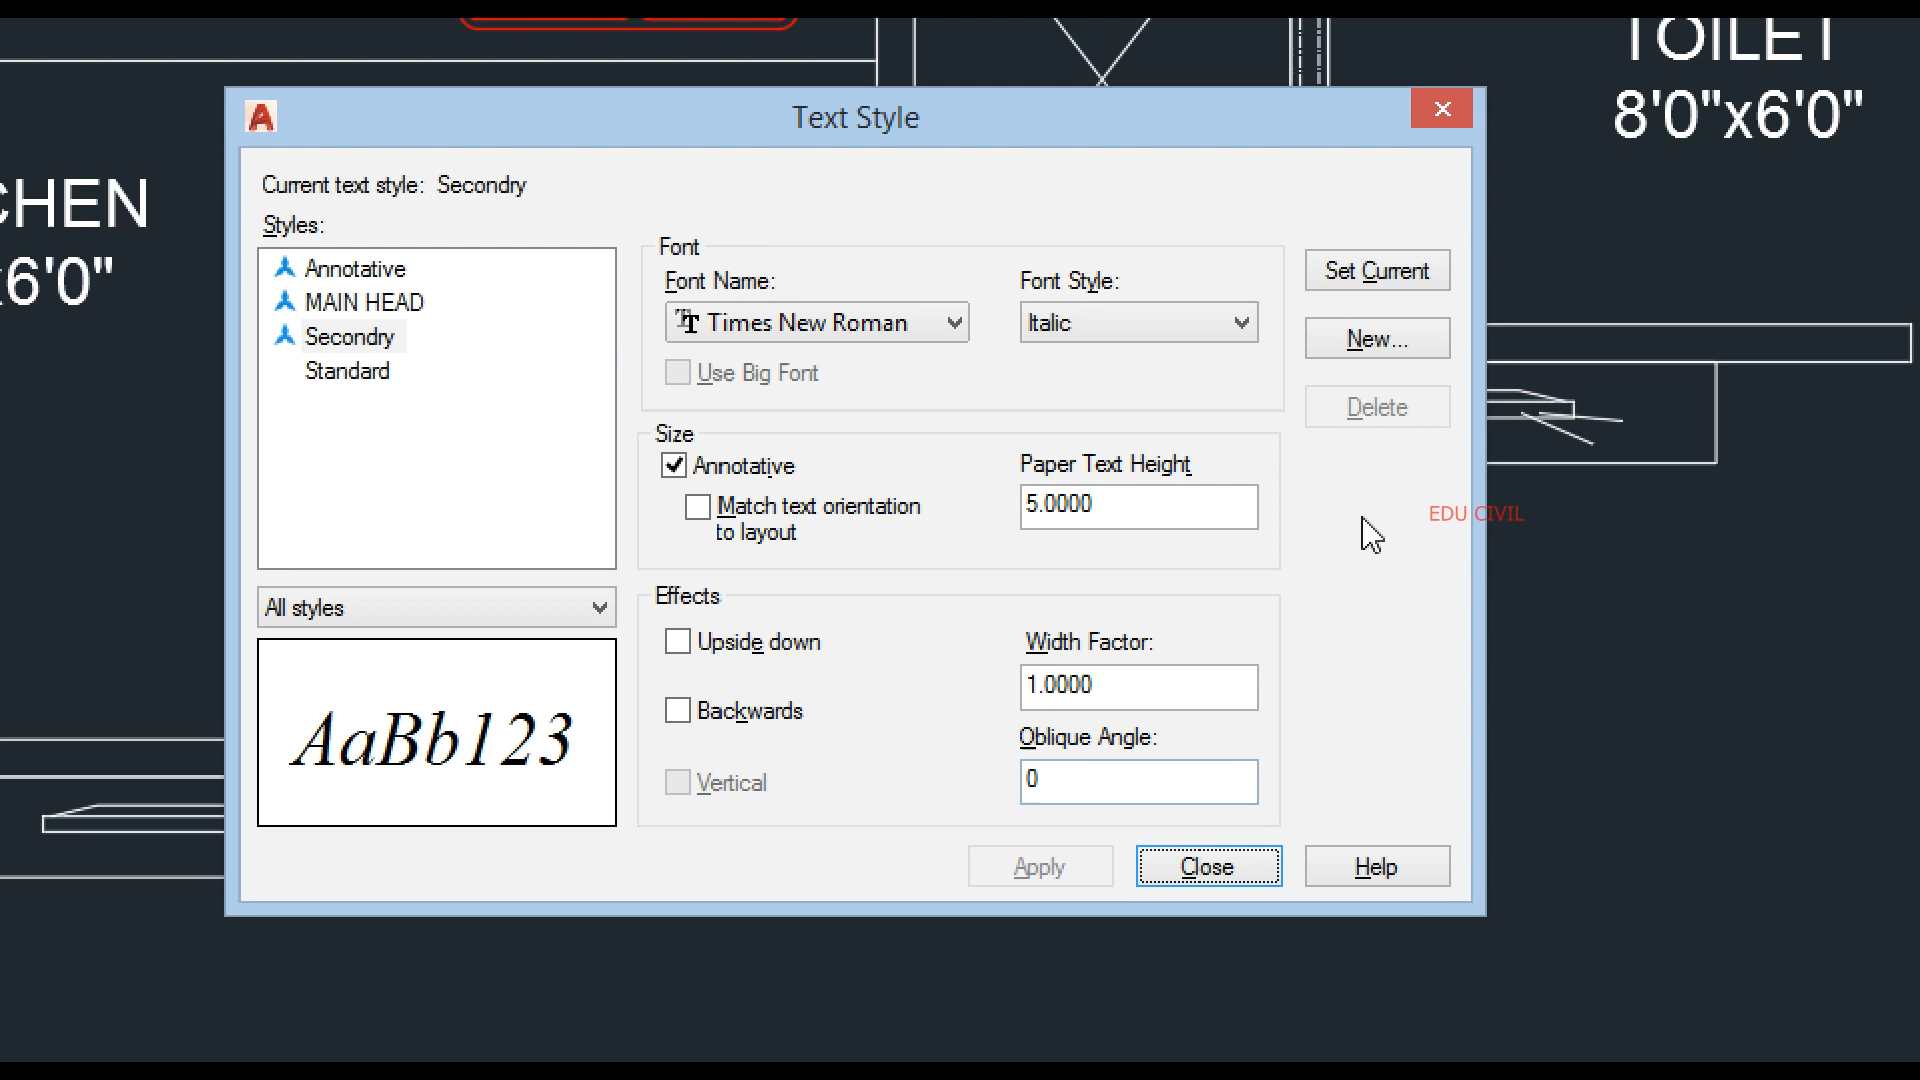 TOILET
8'0"x6'0"
CHEN
x6'0"
Text Style
Current text style: Secondry
Styles:
Annotative
MAIN HEAD
Secondry
Standard
All styles
AaBb123
Font
Font Name:
Times New Roman
Use Big Font
Font Style:
Italic
Size
Annotative
Match text orientation
to layout
Paper Text Height
5.0000
Effects
Upside down
Backwards
Vertical
Width Factor:
1.0000
Oblique Angle:
0
Set Current
New...
Delete
EDU CIVIL
Apply
Close
Help